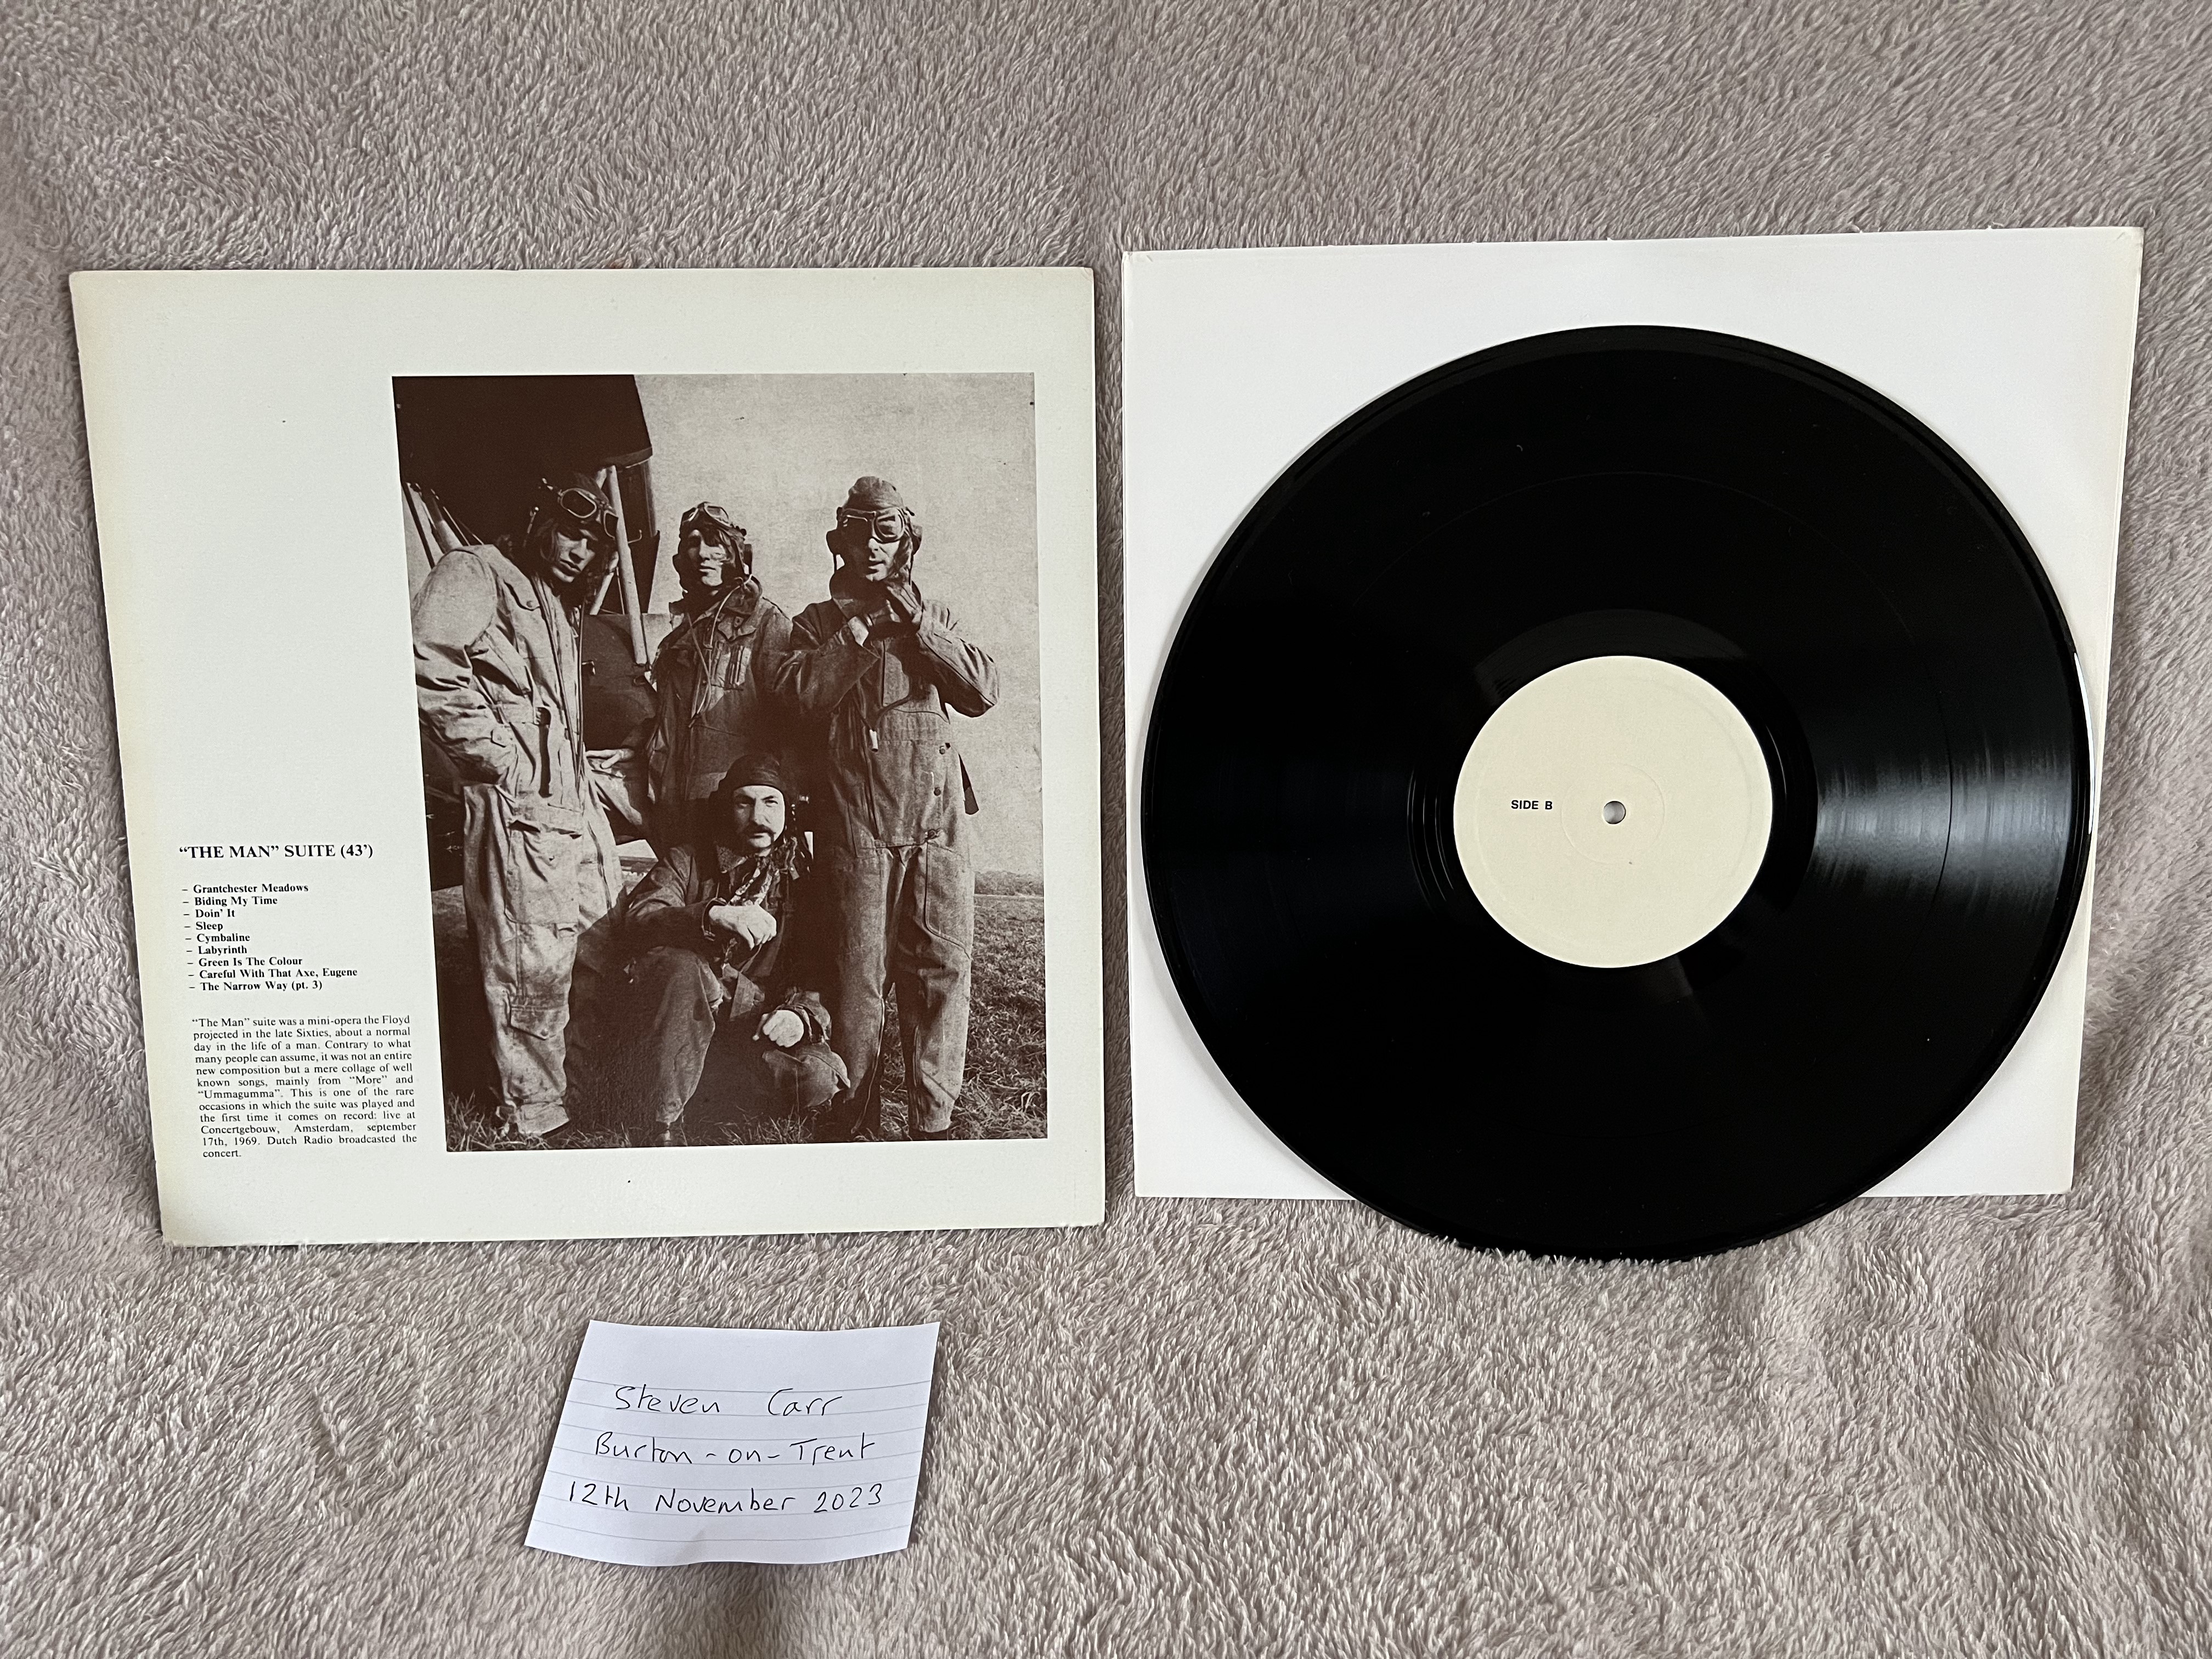 “THE MAN” SUITE (43’)
– Grantchester Meadows
– Biding My Time
– Doin’ It
– Sleep
– Cymbaline
– Labyrinth
– Green Is The Colour
– Careful With That Axe, Eugene
– The Narrow Way (pt. 3)
“The Man” suite was a mini-opera the Floyd
projected in the late Sixties, about a normal
day in the life of a man. Contrary to what
many people can assume, it was not an entire
new composition but a mere collage of well
known songs, mainly from “More” and
“Ummagumma”. This is one of the rare
occasions in which the suite was played and
the first time it comes on record: live at
Concertgebouw, Amsterdam, september
17th, 1969. Dutch Radio broadcasted the
concert.
SIDE B
Steven Carr
Burton-on-Trent
12th November 2023